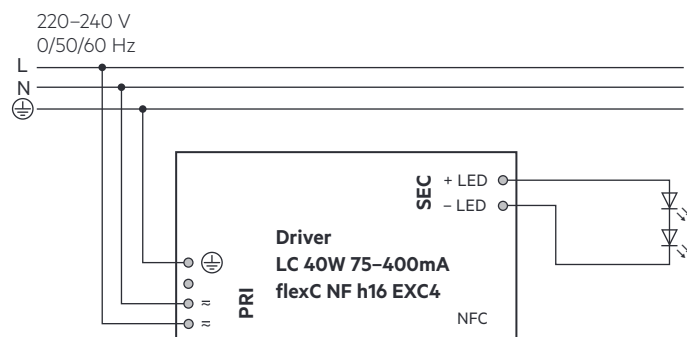 220–240 V
0/50/60 Hz
L
N
SEC
+ LED
– LED
Driver
LC 40W 75–400mA
flexC NF h16 EXC4
PRI
≂
≂
NFC